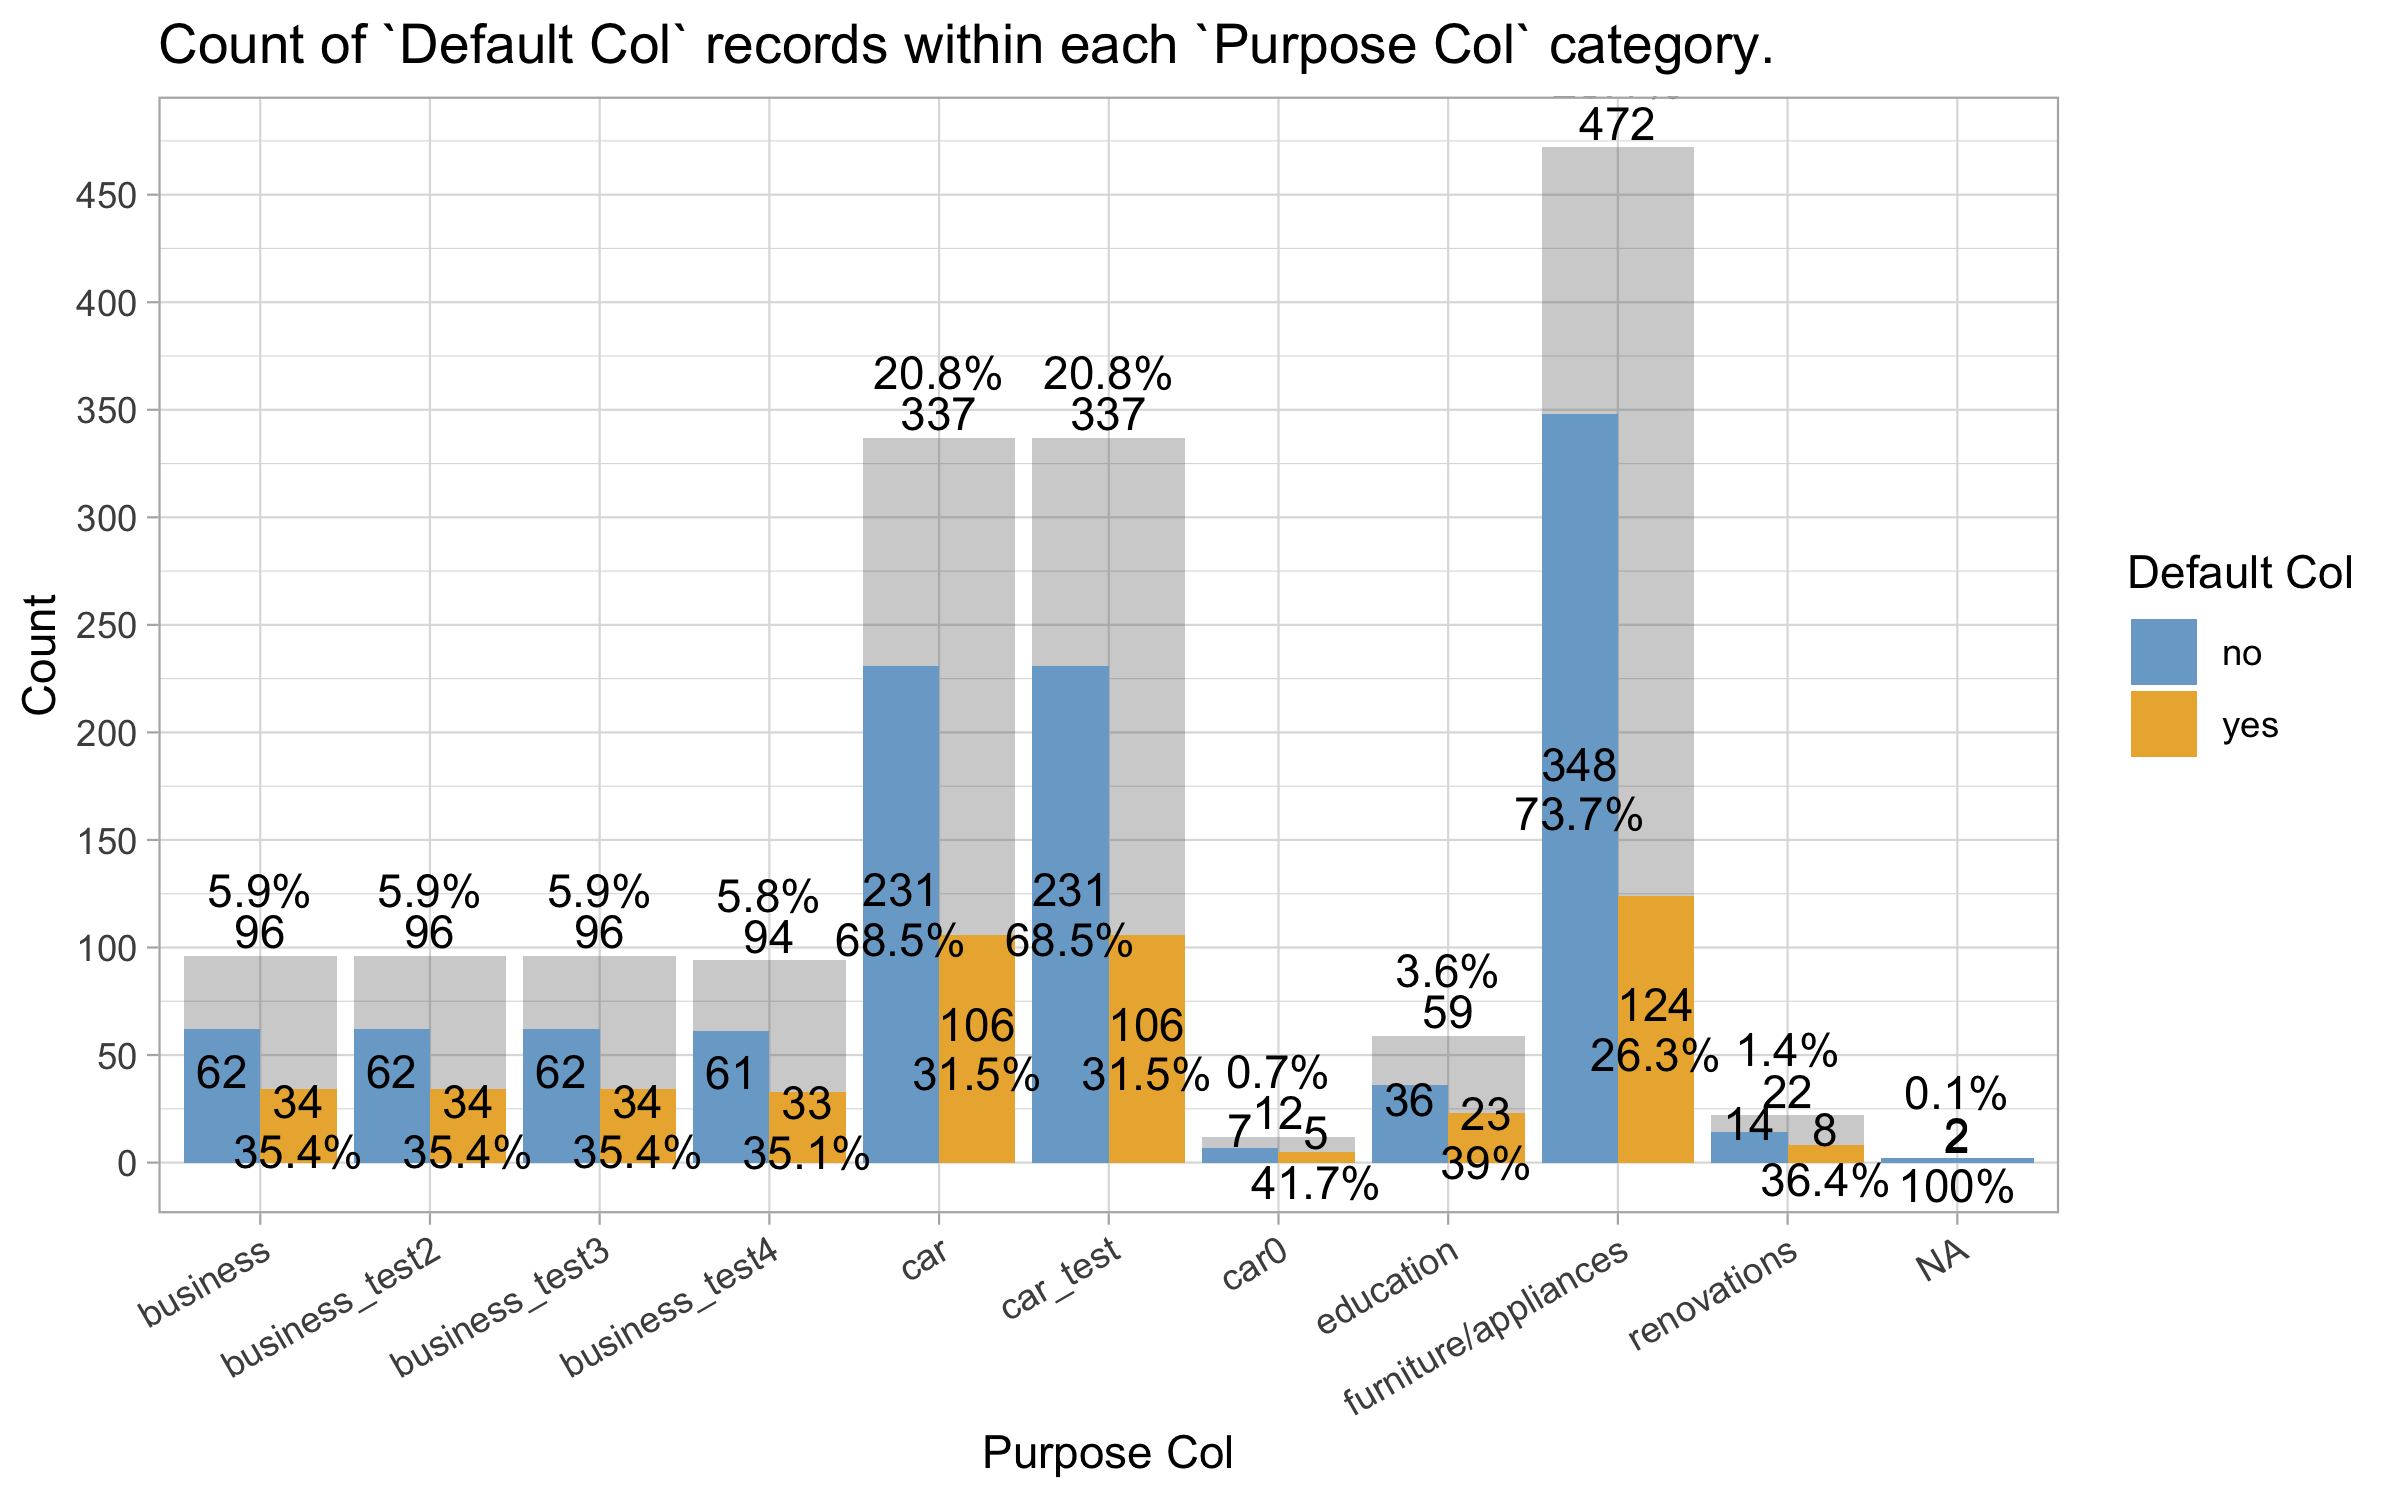 Count of `Default Col` records within each `Purpose Col` category.
472
450
400
20.8% 20.8%
350
337 337
300
250
200
150
100
50
0
Count
348
73.7%
5.9% 5.9% 5.9% 5.8%
96 96 96 94
231 231
68.5% 68.5%
3.6%
59
124
26.3%
106 106
31.5% 31.5%
0.7%
12
1.4%
22
0.1%
2
62 62 62 61
34 34 34 33
35.4% 35.4% 35.4% 35.1%
7 5
41.7%
36 23
39%
14 8
36.4%
100%
business
business_test2
business_test3
business_test4
car
car_test
car0
education
furniture/appliances
renovations
NA
Purpose Col
Default Col
no
yes